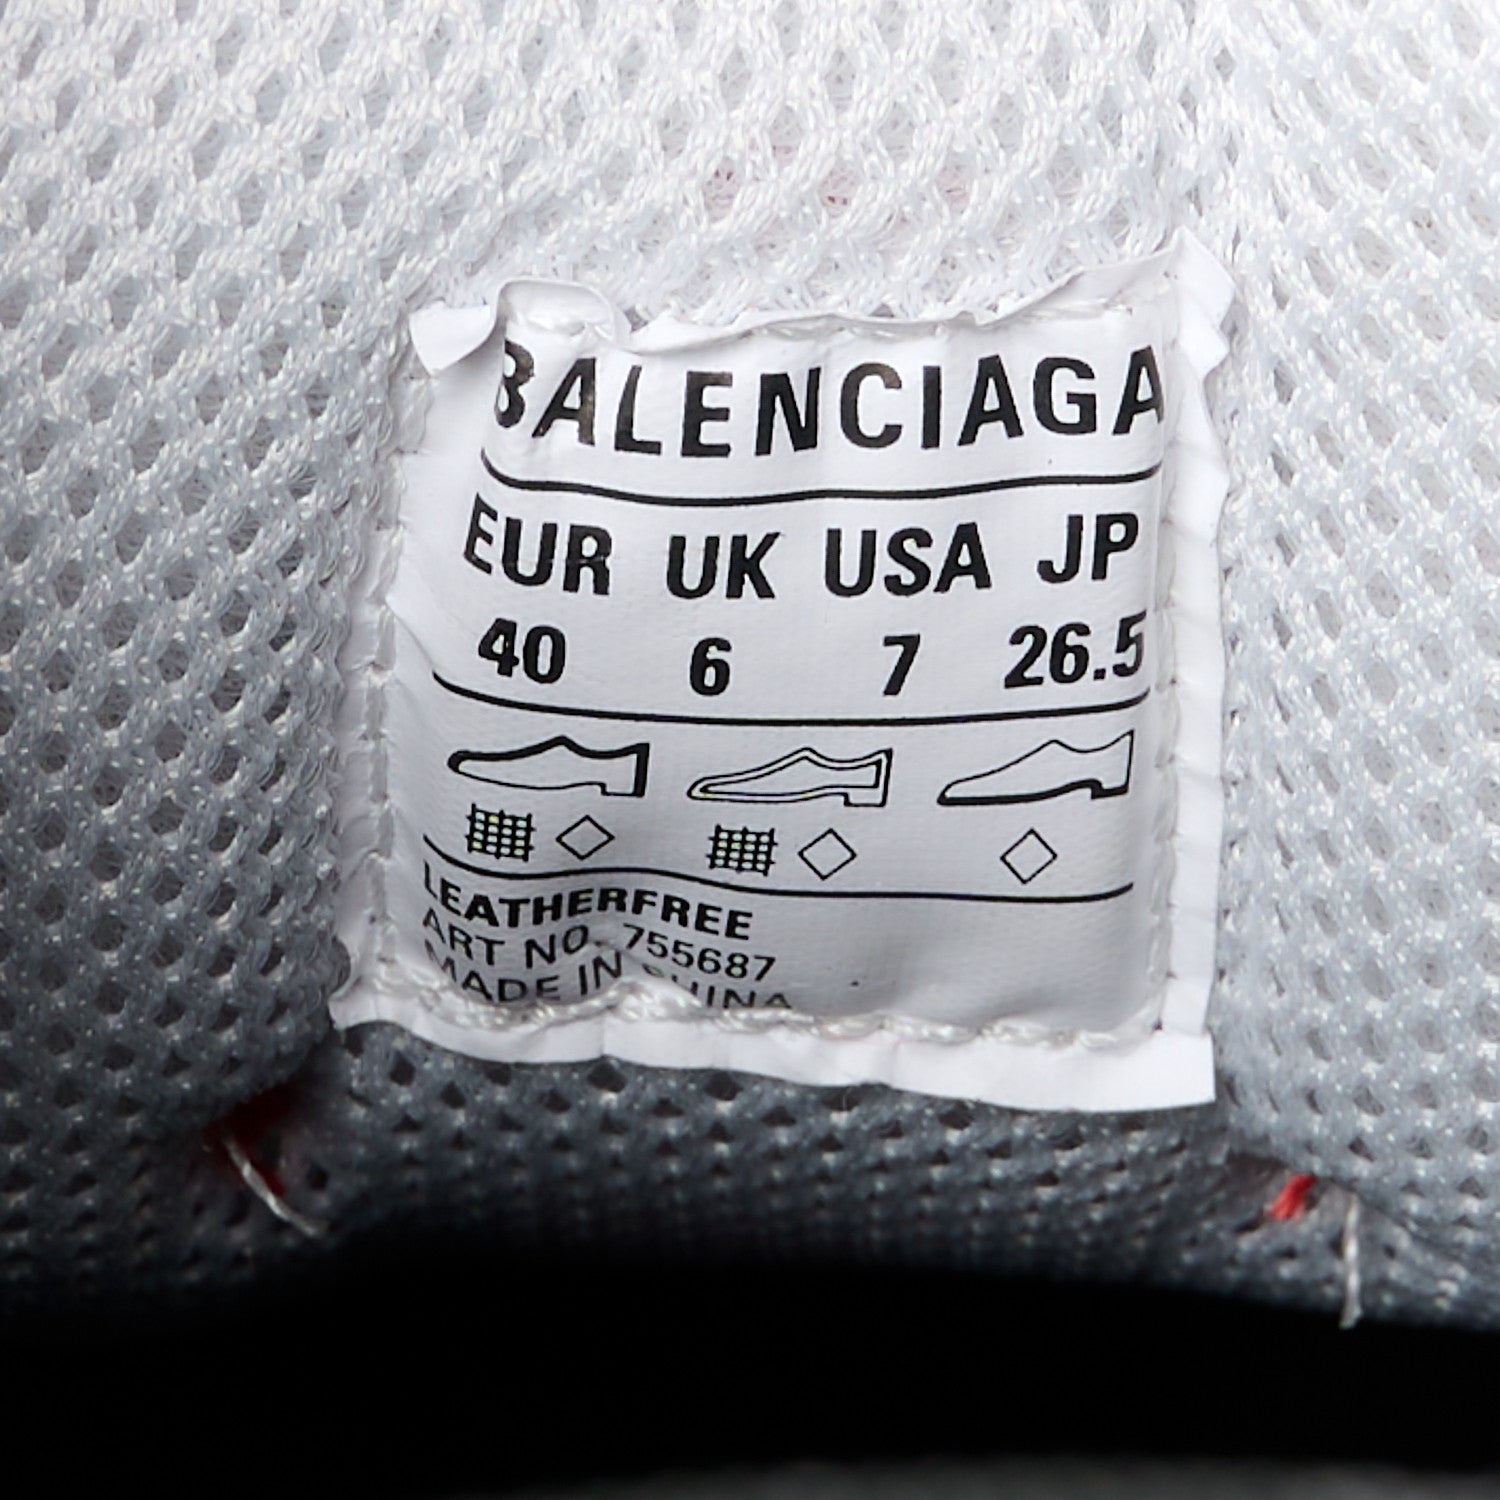 BALENCIAGA
EUR UK USA JP
40 6 7 26.5
LEATHERFREE
ART NO. 755687
MADE IN CHINA